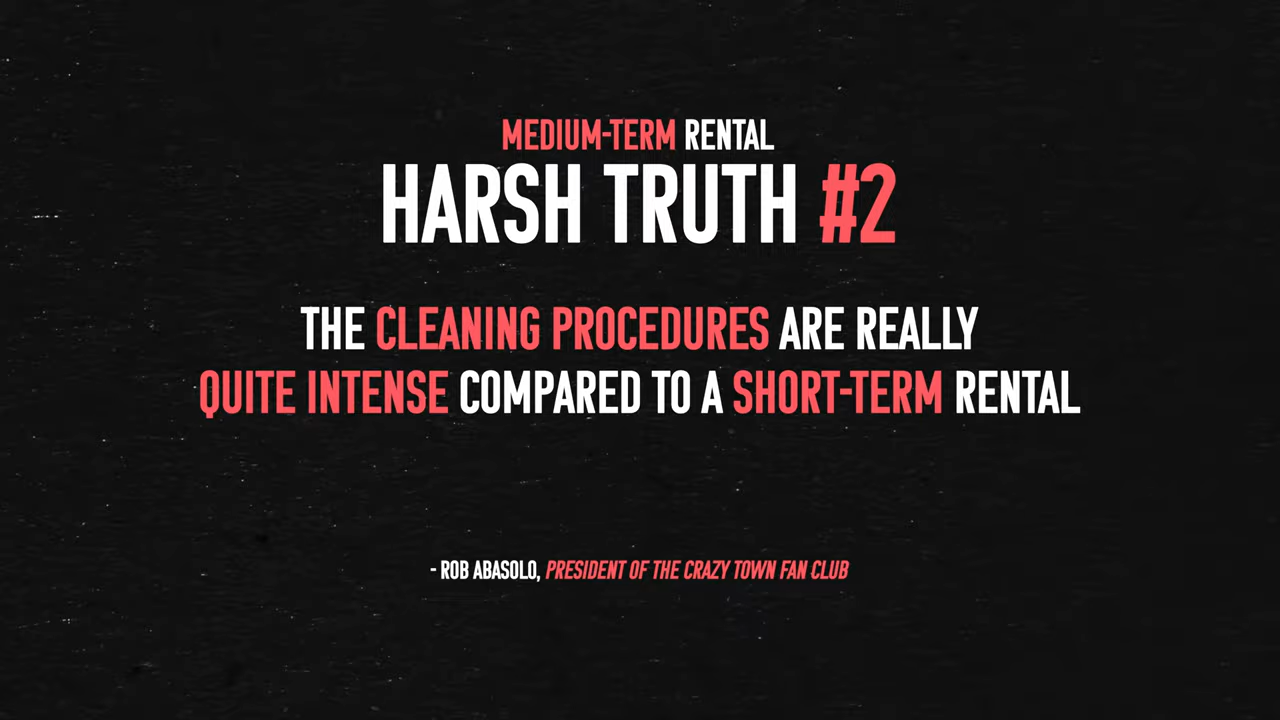 MEDIUM-TERM RENTAL
HARSH TRUTH #2
THE CLEANING PROCEDURES ARE REALLY
QUITE INTENSE COMPARED TO A SHORT-TERM RENTAL
- ROB ABASOLO, PRESIDENT OF THE CRAZY TOWN FAN CLUB